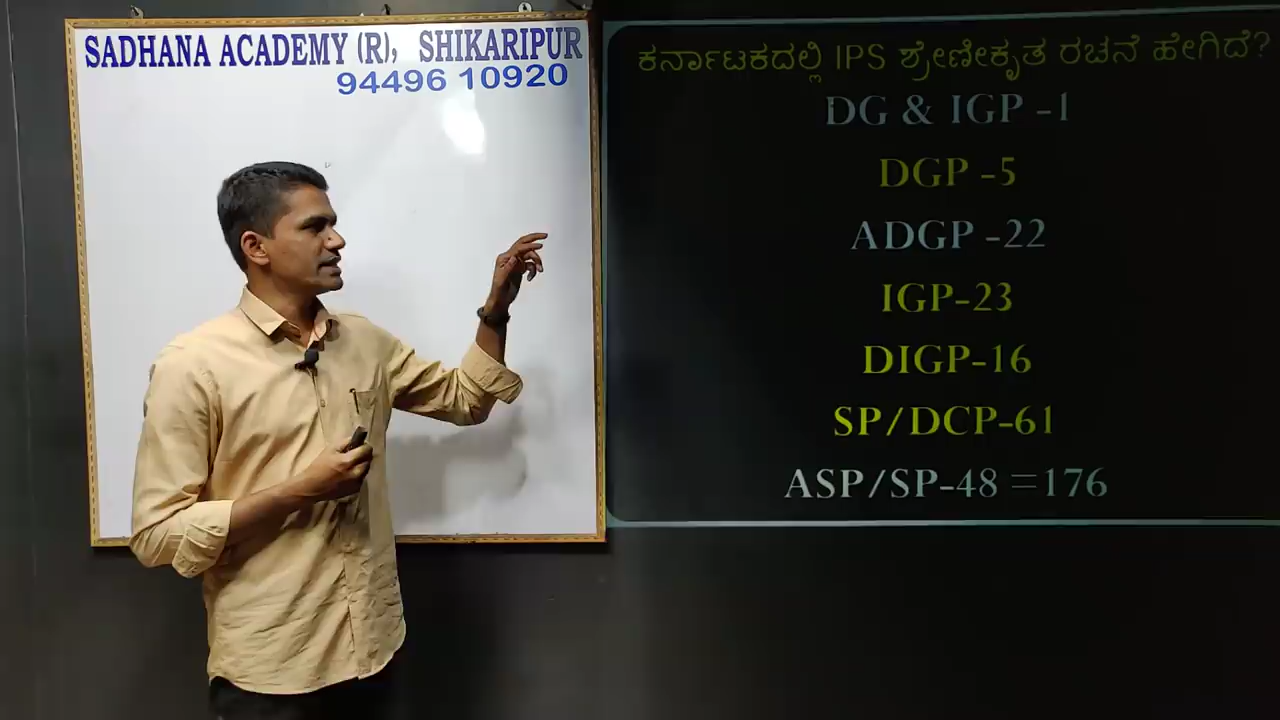 SADHANA ACADEMY (R), SHIKARIPUR
94496 10920
ಕರ್ನಾಟಕದಲ್ಲಿ IPS ಶ್ರೇಣೀಕೃತ ರಚನೆ ಹೇಗಿದೆ?
DG & IGP -1
DGP -5
ADGP -22
IGP-23
DIGP-16
SP/DCP-61
ASP/SP-48 =176